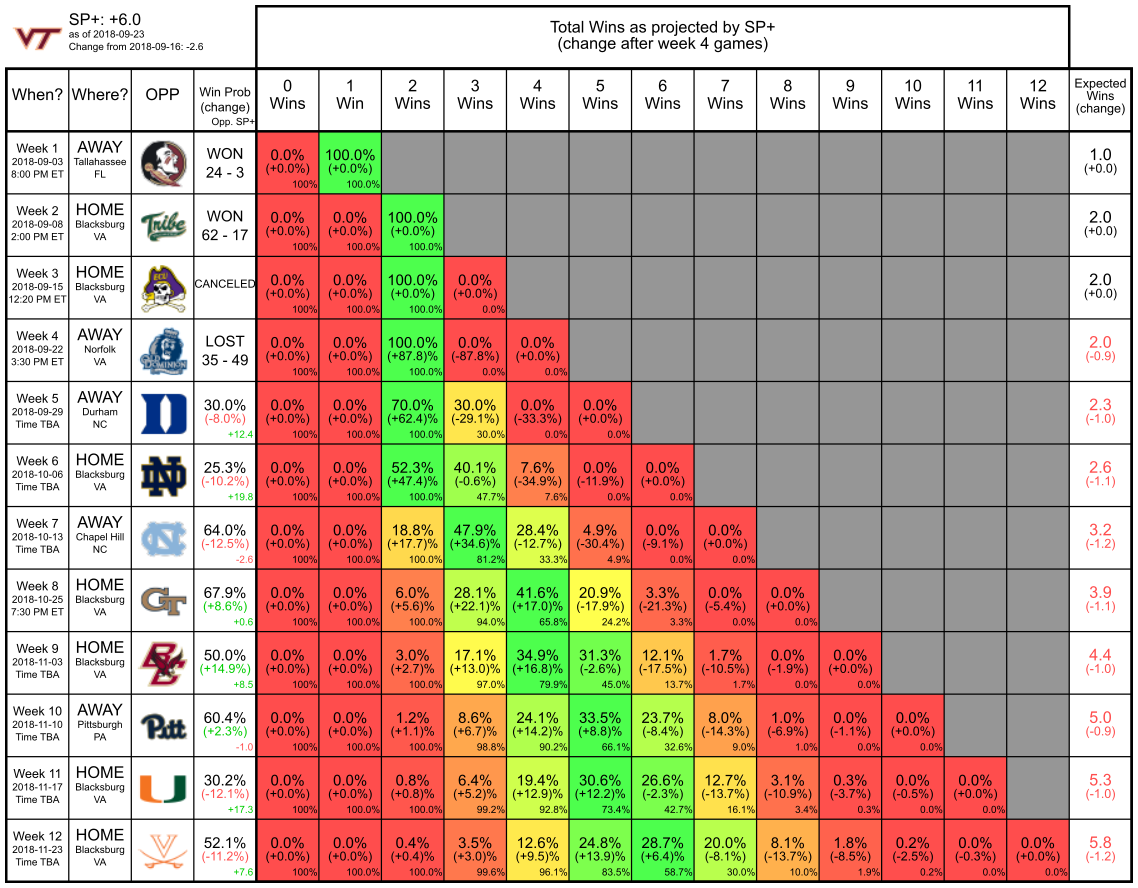 VT
SP+: +6.0
as of 2018-09-23
Change from 2018-09-16: -2.6
Total Wins as projected by SP+
(change after week 4 games)
When? Where? OPP Win Prob (change) Opp. SP+ 0 Wins 1 Win 2 Wins 3 Wins 4 Wins 5 Wins 6 Wins 7 Wins 8 Wins 9 Wins 10 Wins 11 Wins 12 Wins Expected Wins (change)
Week 1 AWAY WON 0.0% 100.0% 1.0
2018-09-03 Tallahassee 24 - 3 (+0.0%) (+0.0%) (+0.0)
8:00 PM ET FL 100% 100.0%
Week 2 HOME Tribe WON 0.0% 0.0% 100.0% 2.0
2018-09-08 Blacksburg 62 - 17 (+0.0%) (+0.0%) (+0.0%) (+0.0)
2:00 PM ET VA 100% 100.0% 100.0%
Week 3 HOME ECU CANCELED 0.0% 0.0% 100.0% 0.0% 2.0
2018-09-15 Blacksburg (+0.0%) (+0.0%) (+0.0%) (+0.0%) (+0.0)
12:20 PM ET VA 100% 100.0% 100.0% 0.0%
Week 4 AWAY OLD DOMINION LOST 0.0% 0.0% 100.0% 0.0% 0.0% 2.0
2018-09-22 Norfolk 35 - 49 (+0.0%) (+0.0%) (+87.8)% (-87.8%) (+0.0%) (-0.9)
3:30 PM ET VA 100% 100.0% 100.0% 0.0% 0.0%
Week 5 AWAY D 30.0% 0.0% 0.0% 70.0% 30.0% 0.0% 0.0% 2.3
2018-09-29 Durham (-8.0%) (+0.0%) (+0.0%) (+62.4)% (-29.1%) (-33.3%) (+0.0%) (-1.0)
Time TBA NC +12.4 100% 100.0% 100.0% 30.0% 0.0% 0.0%
Week 6 HOME ND 25.3% 0.0% 0.0% 52.3% 40.1% 7.6% 0.0% 0.0% 2.6
2018-10-06 Blacksburg (-10.2%) (+0.0%) (+0.0%) (+47.4)% (-0.6%) (-34.9%) (-11.9%) (+0.0%) (-1.1)
Time TBA VA +19.8 100% 100.0% 100.0% 47.7% 7.6% 0.0% 0.0%
Week 7 AWAY NC 64.0% 0.0% 0.0% 18.8% 47.9% 28.4% 4.9% 0.0% 0.0% 3.2
2018-10-13 Chapel Hill (-12.5%) (+0.0%) (+0.0%) (+17.7)% (+34.6%) (-12.7%) (-30.4%) (-9.1%) (+0.0%) (-1.2)
Time TBA NC -2.6 100% 100.0% 100.0% 81.2% 33.3% 4.9% 0.0% 0.0%
Week 8 HOME GT 67.9% 0.0% 0.0% 6.0% 28.1% 41.6% 20.9% 3.3% 0.0% 0.0% 3.9
2018-10-25 Blacksburg (+8.6%) (+0.0%) (+0.0%) (+5.6)% (+22.1%) (+17.0%) (-17.9%) (-21.3%) (-5.4%) (+0.0%) (-1.1)
7:30 PM ET VA +0.6 100% 100.0% 100.0% 94.0% 65.8% 24.2% 3.3% 0.0% 0.0%
Week 9 HOME BC 50.0% 0.0% 0.0% 3.0% 17.1% 34.9% 31.3% 12.1% 1.7% 0.0% 0.0% 4.4
2018-11-03 Blacksburg (+14.9%) (+0.0%) (+0.0%) (+2.7)% (+13.0%) (+16.8%) (-2.6%) (-17.5%) (-10.5%) (-1.9%) (+0.0%) (-1.0)
Time TBA VA +8.5 100% 100.0% 100.0% 97.0% 79.9% 45.0% 13.7% 1.7% 0.0% 0.0%
Week 10 AWAY Pitt 60.4% 0.0% 0.0% 1.2% 8.6% 24.1% 33.5% 23.7% 8.0% 1.0% 0.0% 0.0% 5.0
2018-11-10 Pittsburgh (+2.3%) (+0.0%) (+0.0%) (+1.1)% (+6.7%) (+14.2%) (+8.8%) (-8.4%) (-14.3%) (-6.9%) (-1.1%) (+0.0%) (-0.9)
Time TBA PA -1.0 100% 100.0% 100.0% 98.8% 90.2% 66.1% 32.6% 9.0% 1.0% 0.0% 0.0%
Week 11 HOME U 30.2% 0.0% 0.0% 0.8% 6.4% 19.4% 30.6% 26.6% 12.7% 3.1% 0.3% 0.0% 0.0% 5.3
2018-11-17 Blacksburg (-12.1%) (+0.0%) (+0.0%) (+0.8)% (+5.2%) (+12.9%) (+12.2%) (-2.3%) (-13.7%) (-10.9%) (-3.7%) (-0.5%) (+0.0%) (-1.0)
Time TBA VA +17.3 100% 100.0% 100.0% 99.2% 92.8% 73.4% 42.7% 16.1% 3.4% 0.3% 0.0% 0.0%
Week 12 HOME V 52.1% 0.0% 0.0% 0.4% 3.5% 12.6% 24.8% 28.7% 20.0% 8.1% 1.8% 0.2% 0.0% 0.0% 5.8
2018-11-23 Blacksburg (-11.2%) (+0.0%) (+0.0%) (+0.4)% (+3.0%) (+9.5%) (+13.9%) (+6.4%) (-8.1%) (-13.7%) (-8.5%) (-2.5%) (-0.3%) (+0.0%) (-1.2)
Time TBA VA +7.6 100% 100.0% 100.0% 99.6% 96.1% 83.5% 58.7% 30.0% 10.0% 1.9% 0.2% 0.0% 0.0%